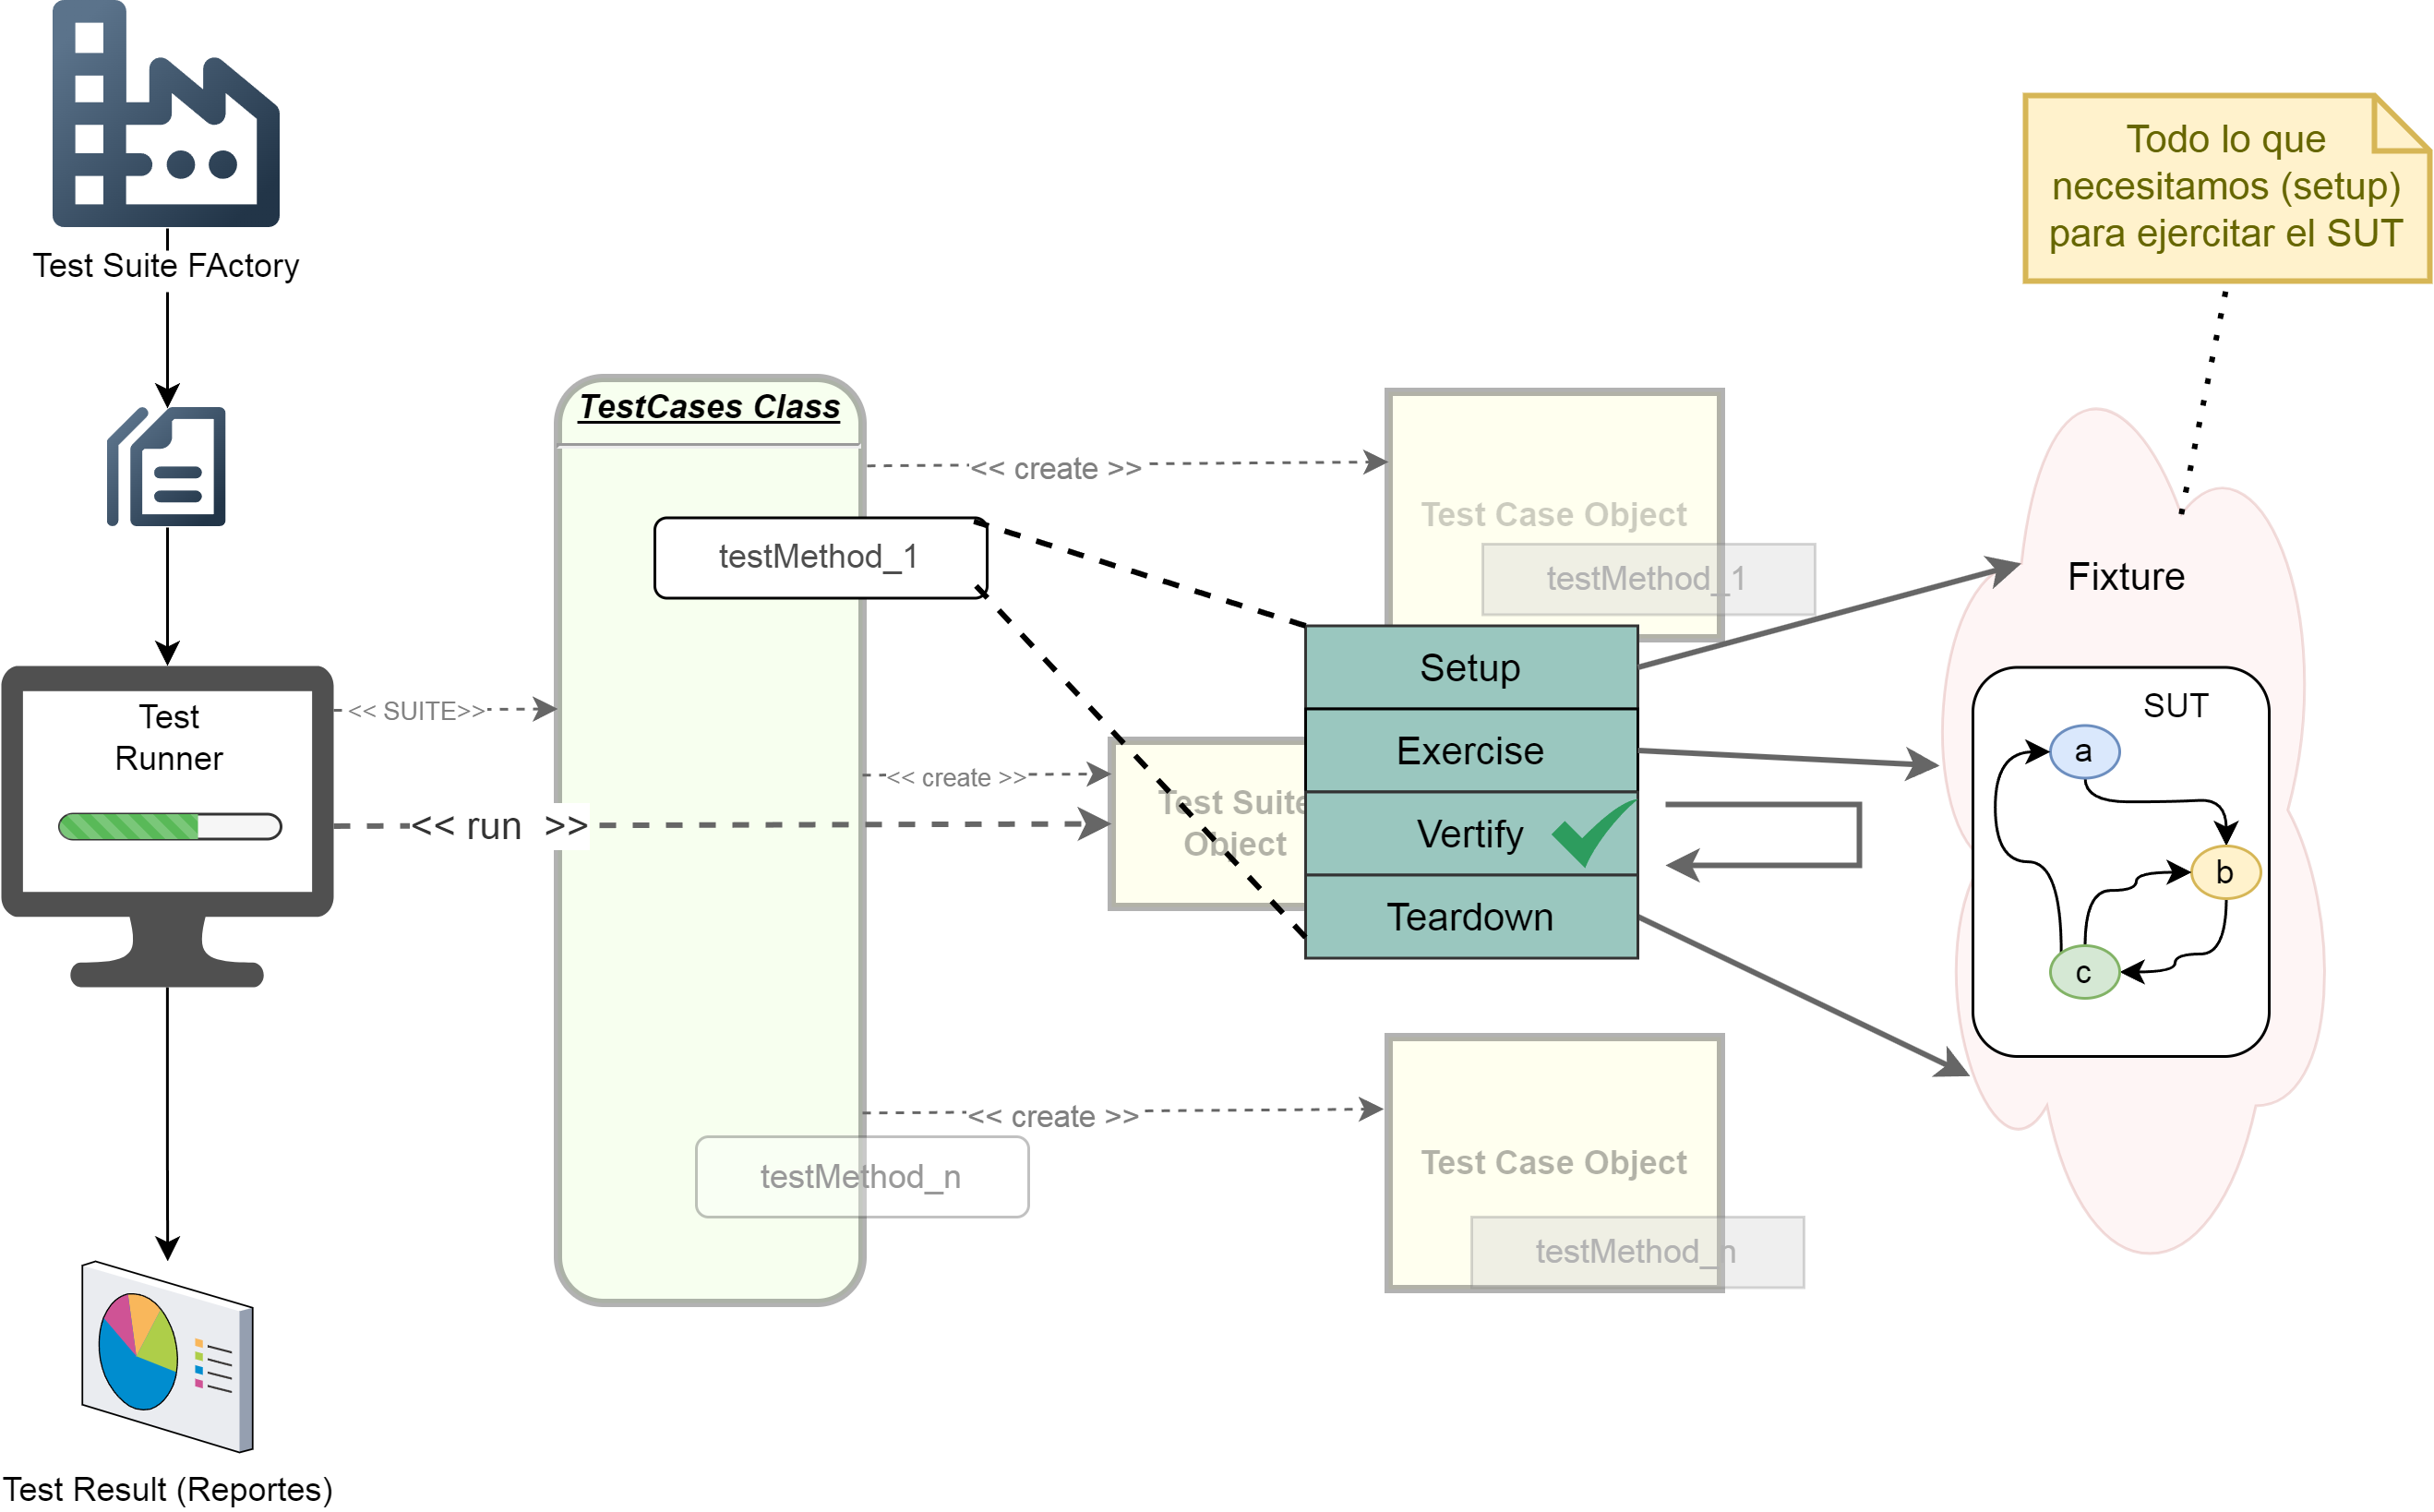 Todo lo que
necesitamos (setup)
para ejercitar el SUT
Test Suite FActory
TestCases Class
<< create >>
Test Case Object
testMethod_1
testMethod_1
Fixture
Setup
SUT
Test
Runner
<< SUITE>>
Exercise
a
<< create >>
Test Suite
Object
<< run >>
Vertify
b
Teardown
c
<< create >>
Test Case Object
testMethod_n
testMethod_n
Test Result (Reportes)